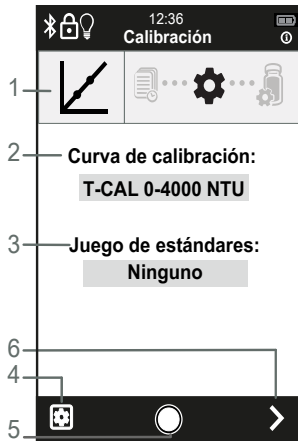 12:36
Calibración
1
2
Curva de calibración:
T-CAL 0-4000 NTU
3
Juego de estándares:
Ninguno
6
4
5